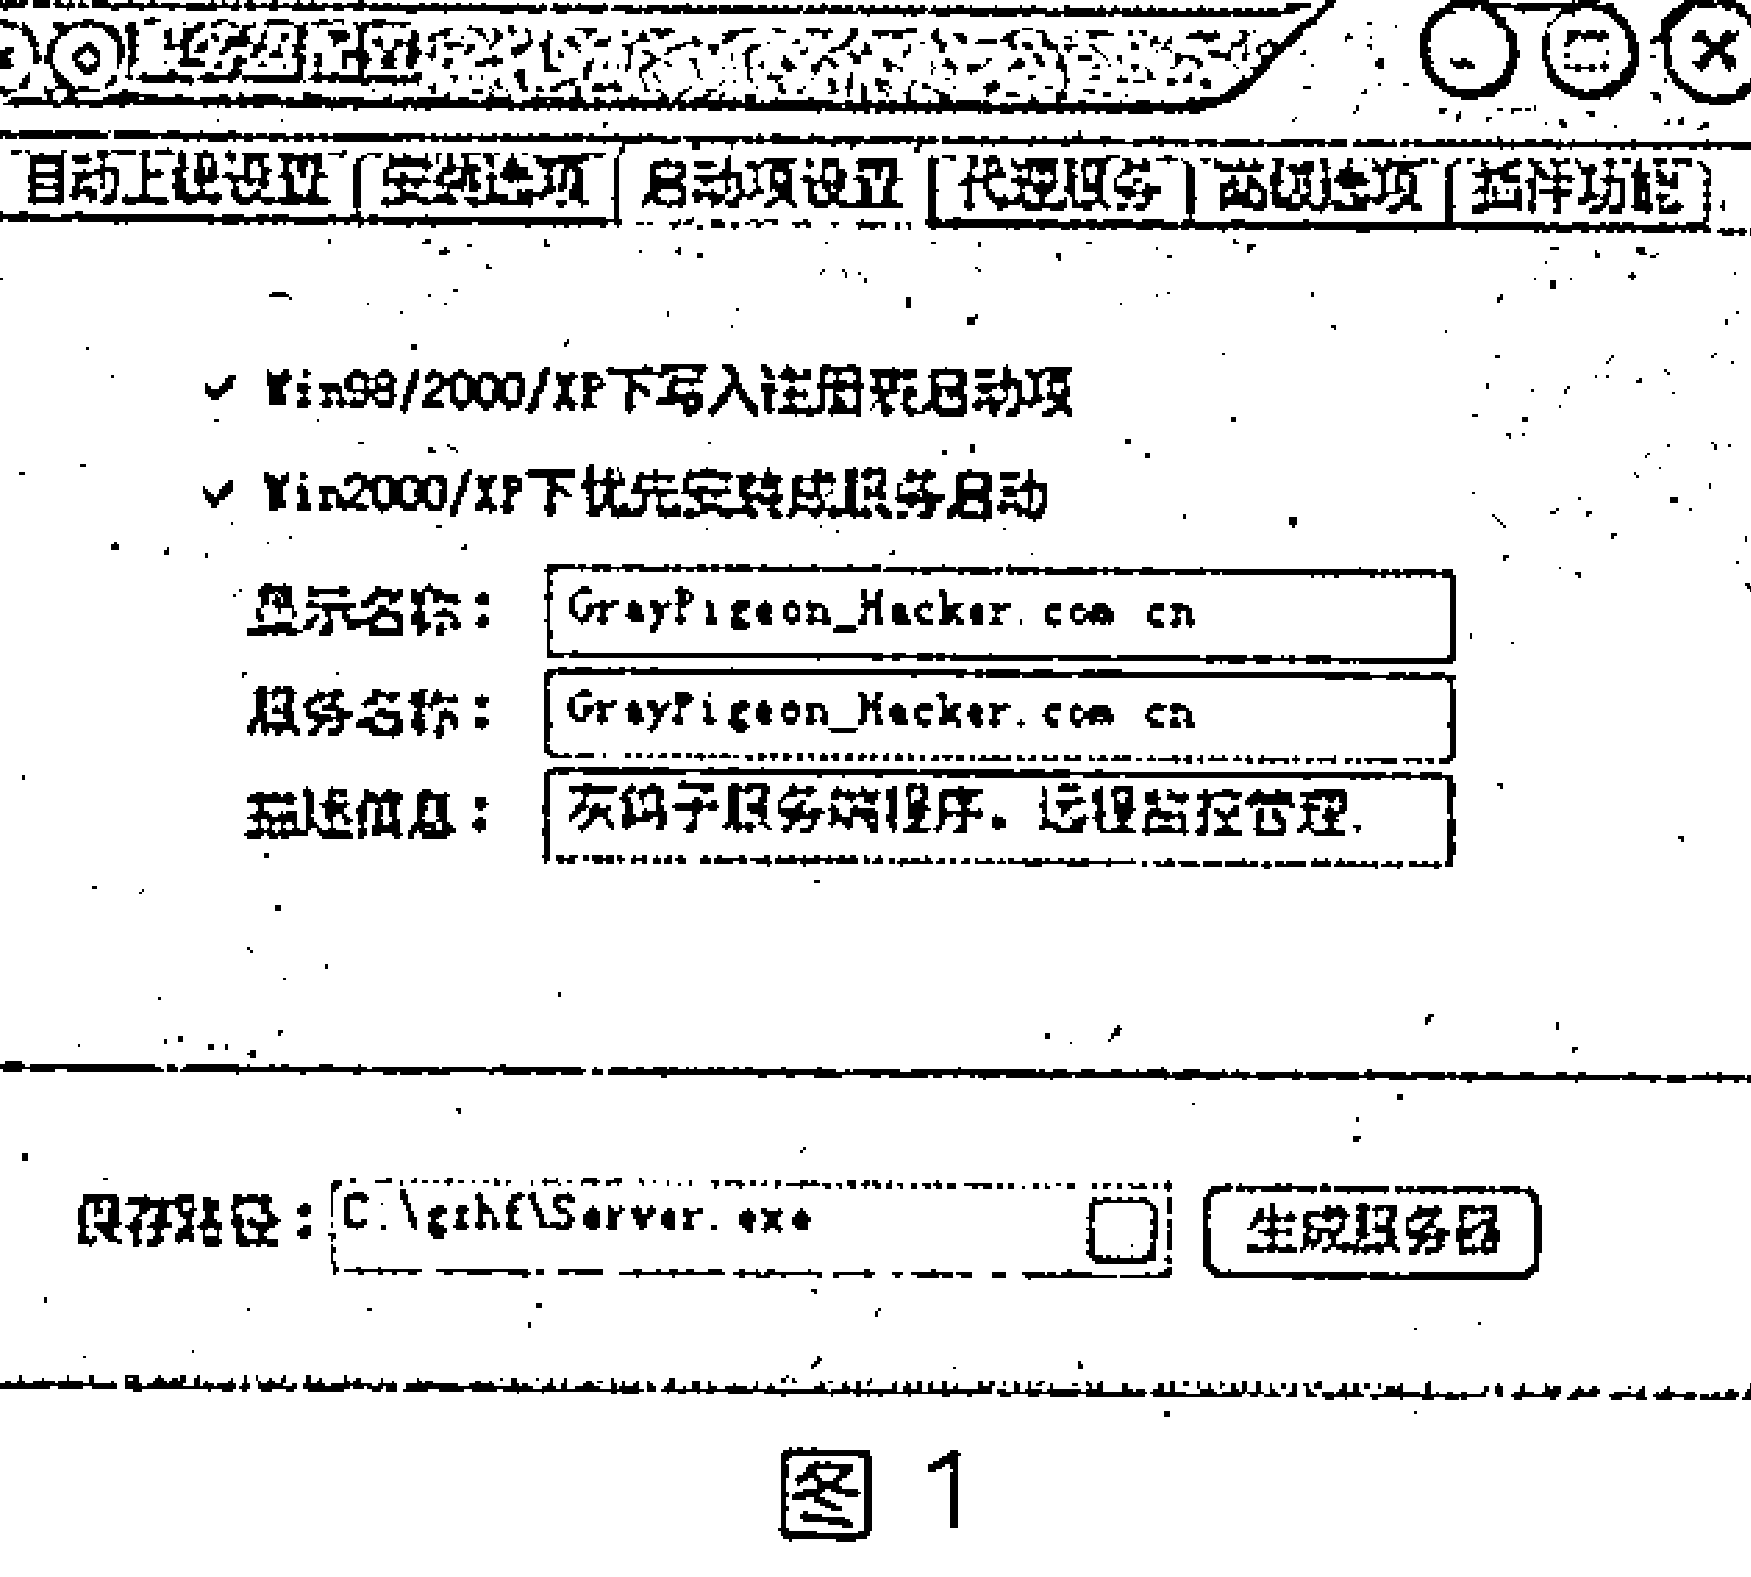 自动上线设置 安装选项 启动项设置 代理服务 高级选项 插件功能
Win98/2000/XP下写入注册表启动项
Win2000/XP下优先安装成服务启动
显示名称： GrayPigeon_Hacker.com cn
服务名称： GrayPigeon_Hacker.com cn
描述信息： 灰鸽子服务端程序。远程监控管理.
保存路径： C:\gzhf\Server.exe 生成服务器
图 1